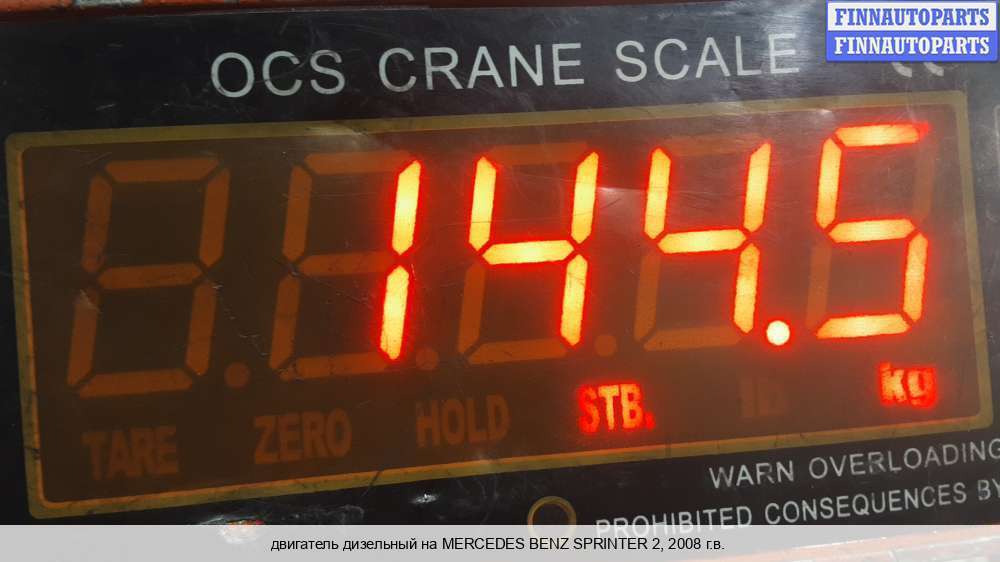 FINNAUTOPARTS
FINNAUTOPARTS
OCS CRANE SCALE
144.5
TARE ZERO HOLD STB. lb kg
WARN OVERLOADING
PROHIBITED CONSEQUENCES BY
двигатель дизельный на MERCEDES BENZ SPRINTER 2, 2008 г.в.